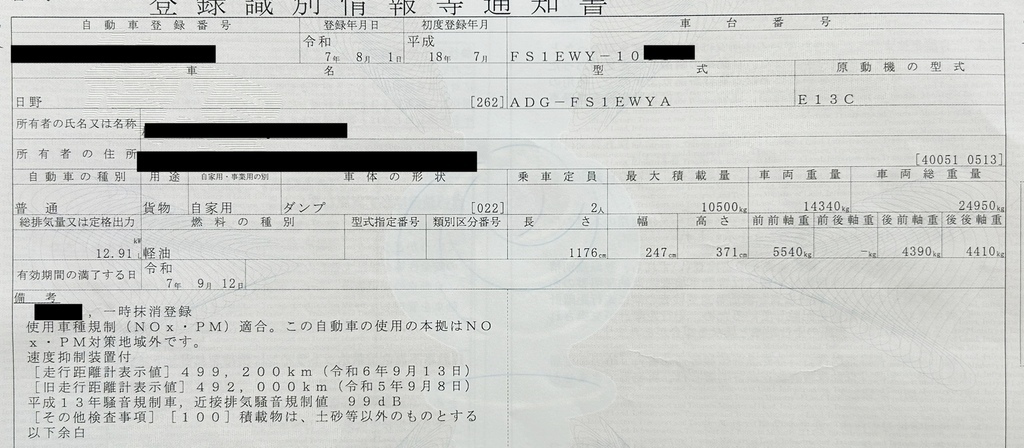 登録識別情報等通知書
自動車登録番号 登録年月日 初度登録年月 車台番号
令和 7年 8月 1日 平成 18年 7月 FS1EWY-10
車名 型式 原動機の型式
日野 [262] ADG-FS1EWYA E13C
所有者の氏名又は名称
所有者の住所 [40051 0513]
自動車の種別 用途 自家用・事業用の別 車体の形状 乗車定員 最大積載量 車両重量 車両総重量
普通 貨物 自家用 ダンプ [022] 2人 10500kg 14340kg 24950kg
総排気量又は定格出力 燃料の種別 型式指定番号 類別区分番号 長さ 幅 高さ 前前軸重 前後軸重 後前軸重 後後軸重
12.91 kW L 軽油 1176cm 247cm 371cm 5540kg -kg 4390kg 4410kg
有効期間の満了する日 令和 7年 9月 12日
備考
,一時抹消登録
使用車種規制(NOx・PM)適合。この自動車の使用の本拠はNO
x・PM対策地域外です。
速度抑制装置付
[走行距離計表示値]499,200km(令和6年9月13日)
[旧走行距離計表示値]492,000km(令和5年9月8日)
平成13年騒音規制車,近接排気騒音規制値 99dB
[その他検査事項][100]積載物は、土砂等以外のものとする
以下余白